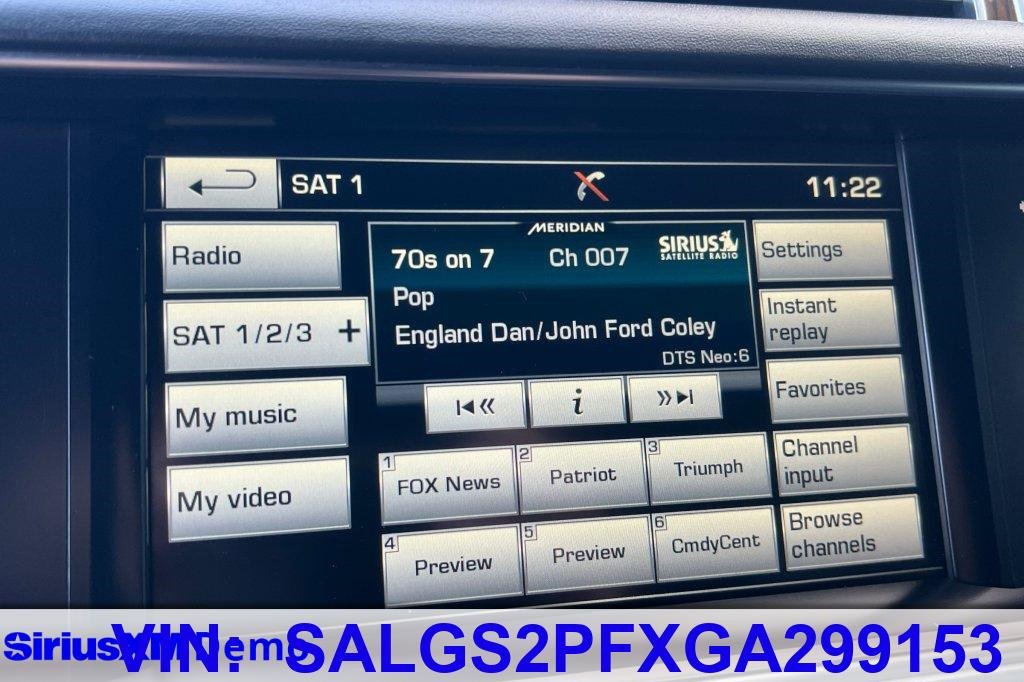 SAT 1
11:22
Radio
SAT 1/2/3 +
My music
My video
MERIDIAN
70s on 7 Ch 007
SIRIUS
SATELLITE RADIO
Pop
England Dan/John Ford Coley
DTS Neo:6
i
1 FOX News
2 Patriot
3 Triumph
4 Preview
5 Preview
6 CmdyCent
Settings
Instant
replay
Favorites
Channel
input
Browse
channels
SiriusXM Demo
VIN: SALGS2PFXGA299153